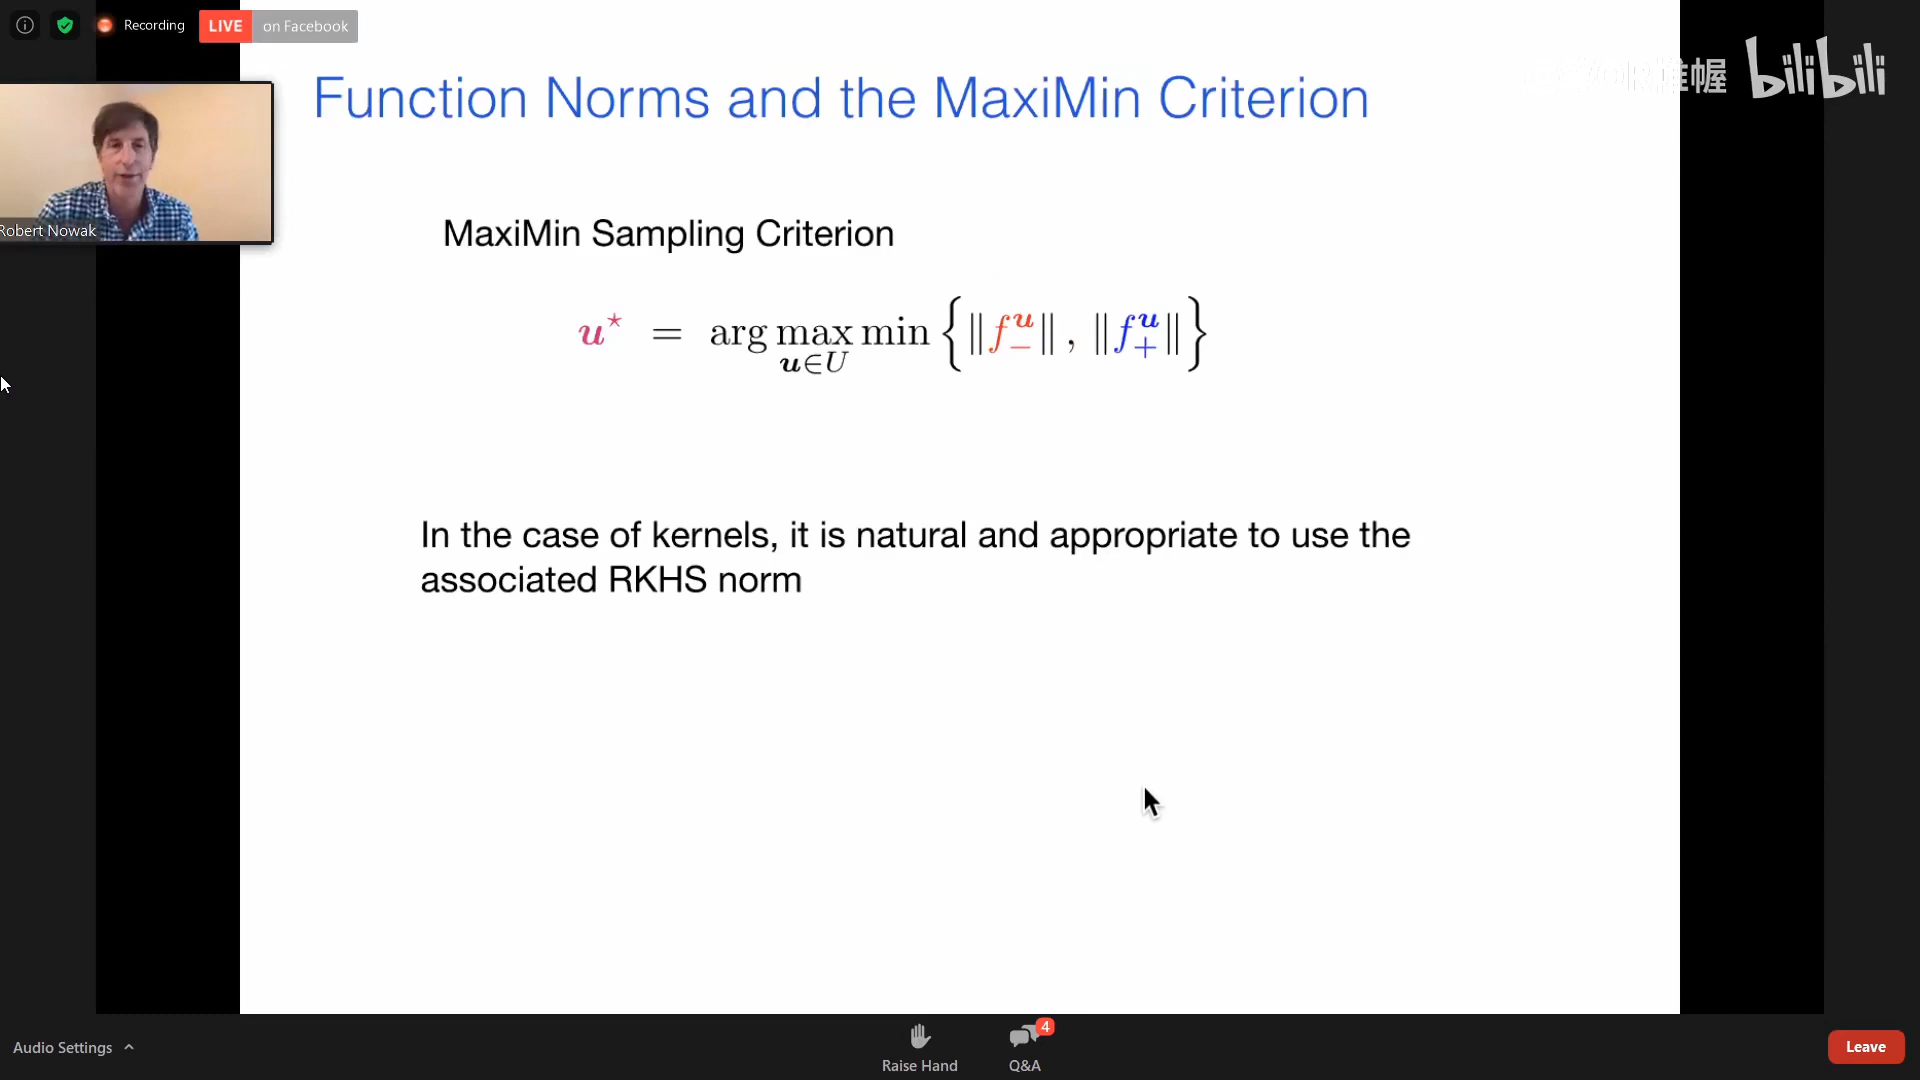 Recording
LIVE on Facebook
bilibili
Function Norms and the MaxiMin Criterion
Robert Nowak
MaxiMin Sampling Criterion
u* = arg max min { ‖f₋ᵘ‖ , ‖f₊ᵘ‖ }
u∈U
In the case of kernels, it is natural and appropriate to use the
associated RKHS norm
Audio Settings
Raise Hand
4
Q&A
Leave